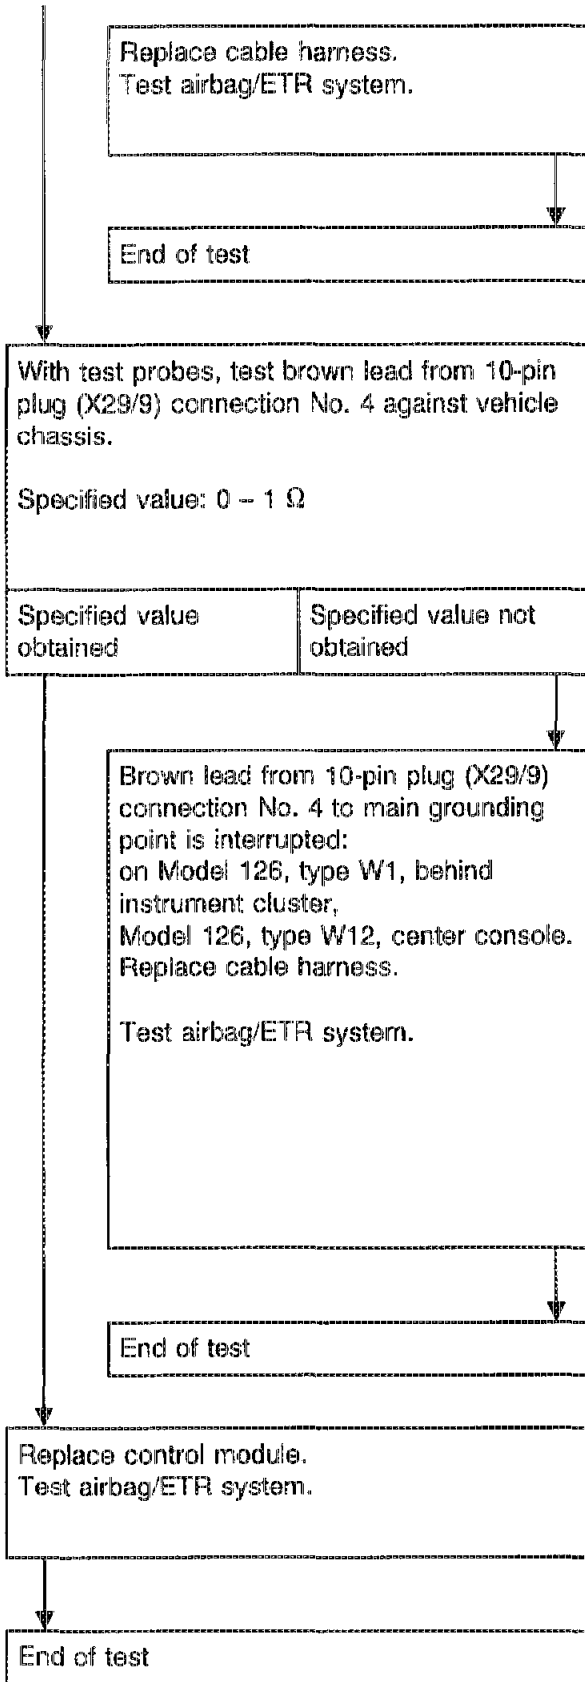 Replace cable harness.
Test airbag/ETR system.
End of test
With test probes, test brown lead from 10-pin
plug (X29/9) connection No. 4 against vehicle
chassis.
Specified value: 0 – 1 Ω
Specified value
obtained
Specified value not
obtained
Brown lead from 10-pin plug (X29/9)
connection No. 4 to main grounding
point is interrupted:
on Model 126, type W1, behind
instrument cluster,
Model 126, type W12, center console.
Replace cable harness.
Test airbag/ETR system.
End of test
Replace control module.
Test airbag/ETR system.
End of test